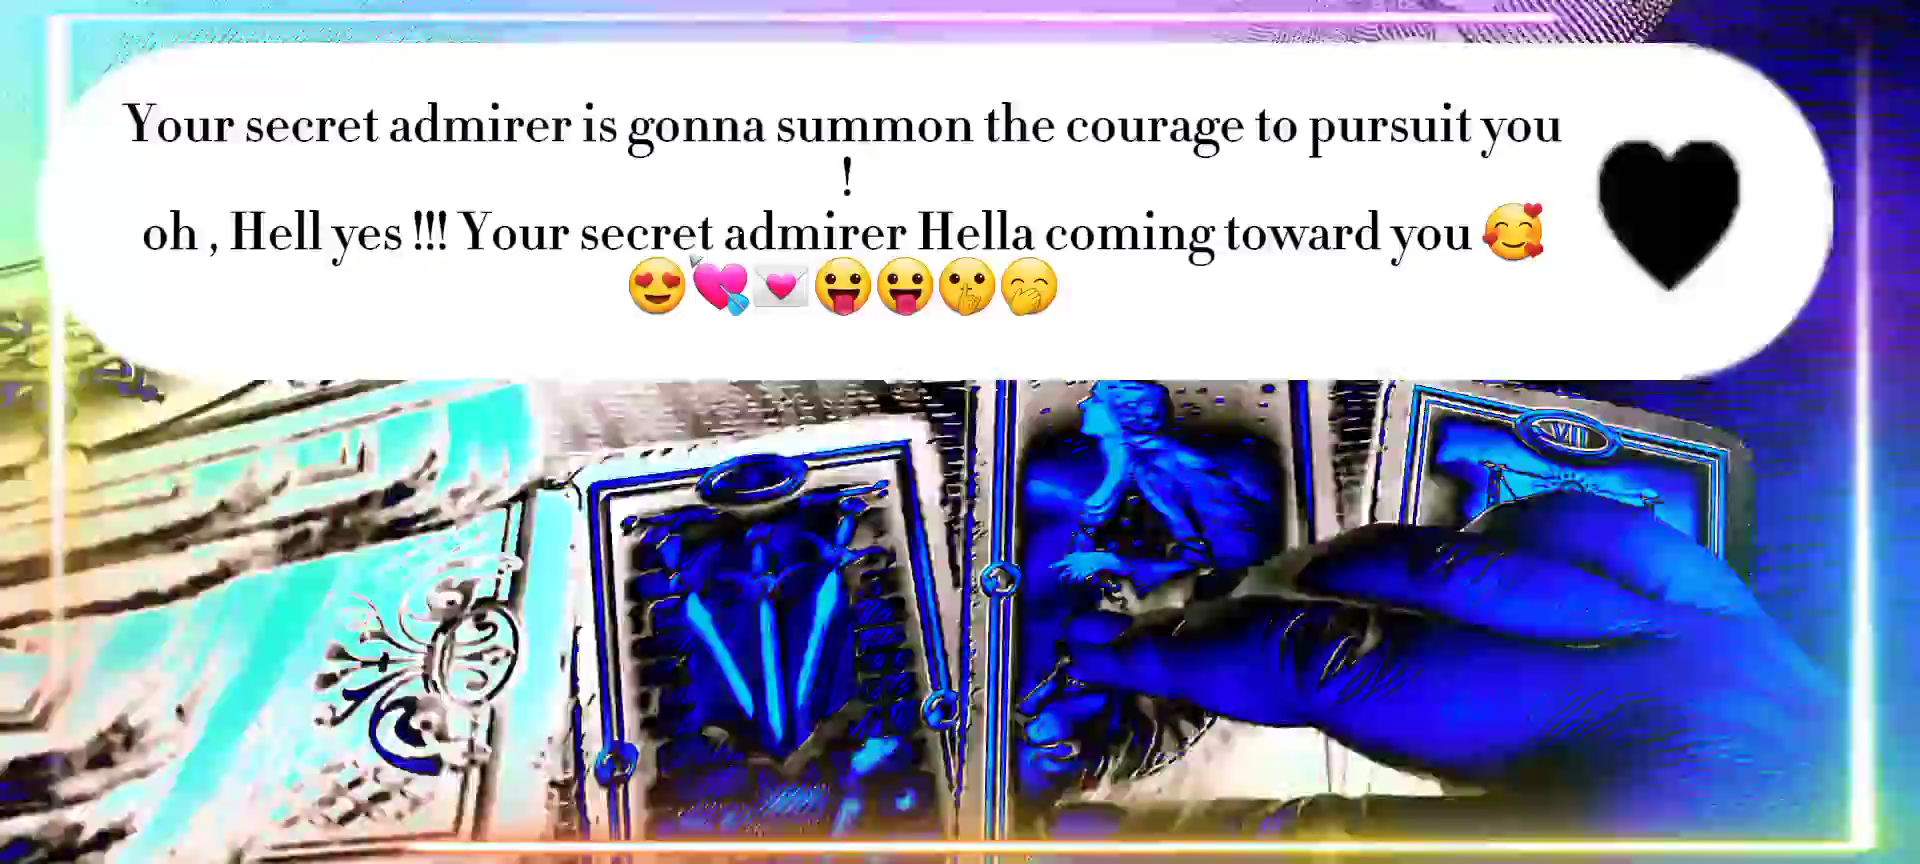 Your secret admirer is gonna summon the courage to pursuit you
!
oh , Hell yes !!! Your secret admirer Hella coming toward you 🥰
😍💘💌😛😛🤫🤭
VII